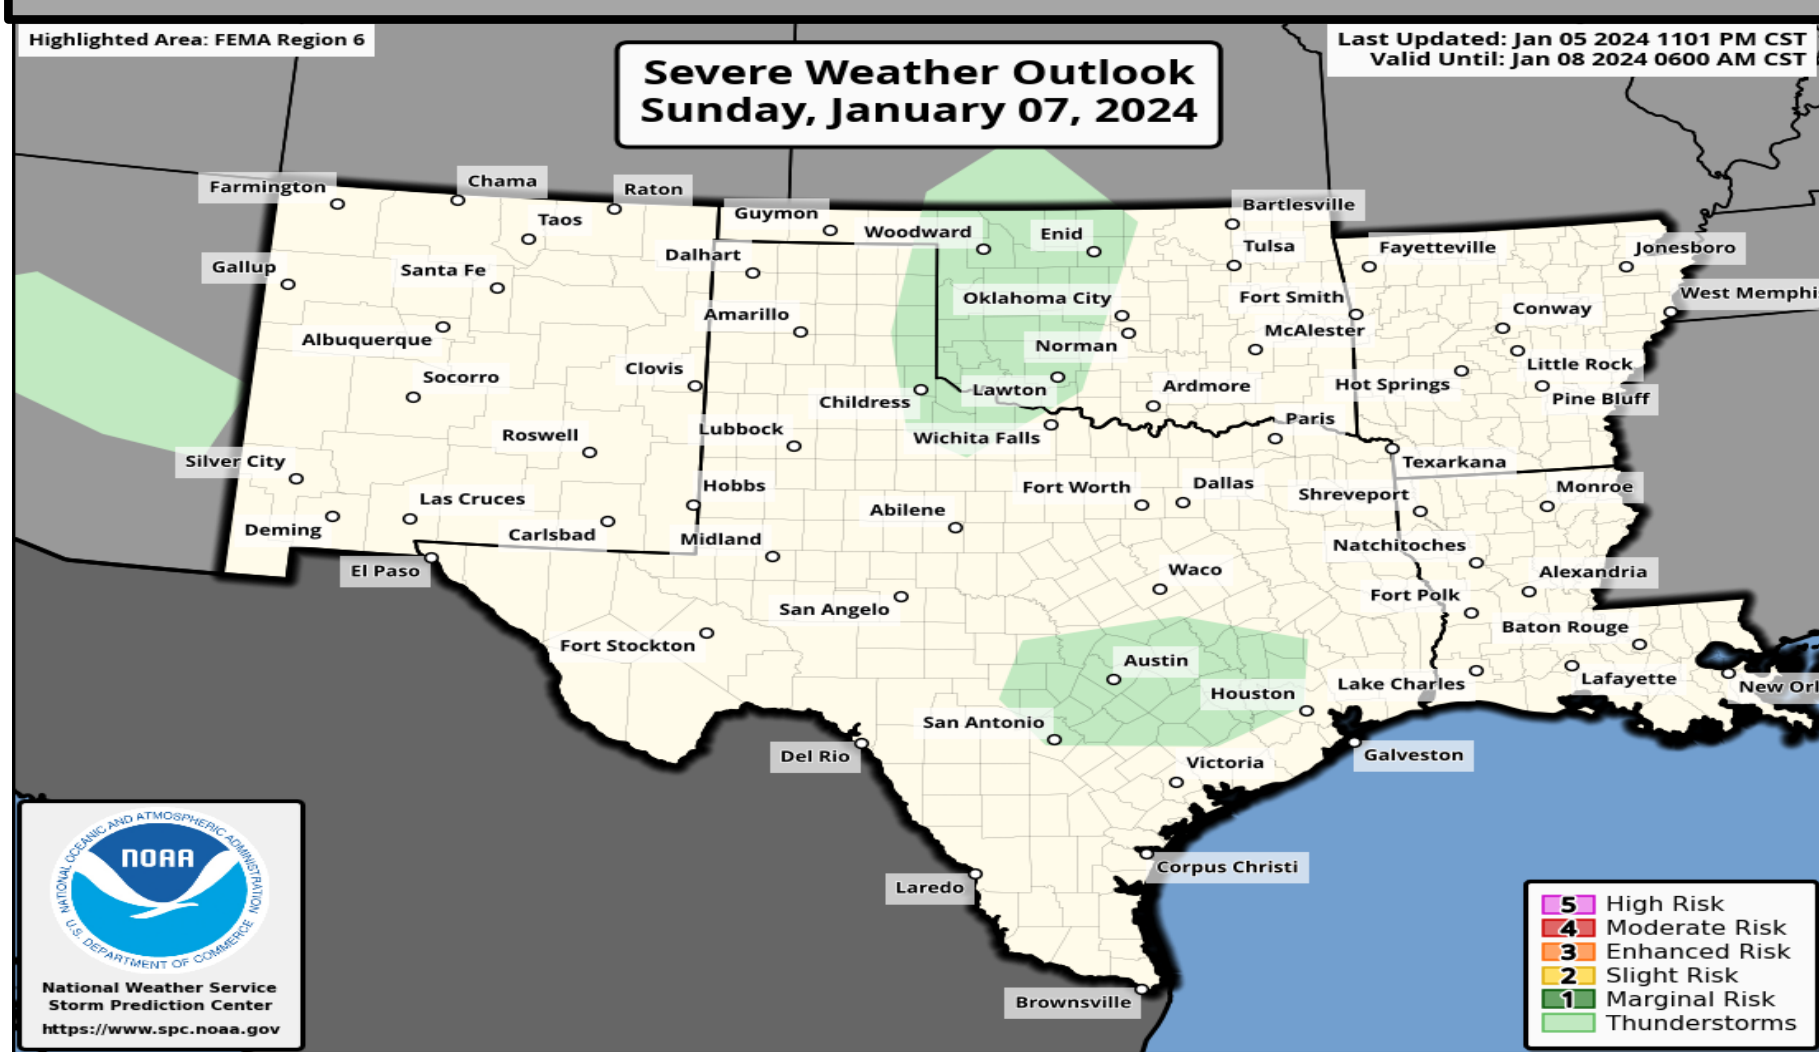 Highlighted Area: FEMA Region 6
Last Updated: Jan 05 2024 1101 PM CST
Valid Until: Jan 08 2024 0600 AM CST
Severe Weather Outlook
Sunday, January 07, 2024
Farmington
Chama
Raton
Taos
Guymon
Woodward
Enid
Bartlesville
Tulsa
Fayetteville
Jonesboro
Gallup
Santa Fe
Dalhart
Amarillo
Oklahoma City
Fort Smith
Conway
West Memphi
Albuquerque
Norman
McAlester
Little Rock
Socorro
Clovis
Childress
Lawton
Ardmore
Hot Springs
Pine Bluff
Roswell
Lubbock
Wichita Falls
Paris
Texarkana
Silver City
Las Cruces
Hobbs
Fort Worth
Dallas
Shreveport
Monroe
Deming
Carlsbad
Midland
Abilene
Natchitoches
El Paso
Waco
Alexandria
San Angelo
Fort Polk
Fort Stockton
Baton Rouge
Austin
Houston
Lake Charles
Lafayette
New Orl
San Antonio
Del Rio
Victoria
Galveston
Laredo
Corpus Christi
Brownsville
NATIONAL OCEANIC AND ATMOSPHERIC ADMINISTRATION
NOAA
U.S. DEPARTMENT OF COMMERCE
National Weather Service
Storm Prediction Center
https://www.spc.noaa.gov
5 High Risk
4 Moderate Risk
3 Enhanced Risk
2 Slight Risk
1 Marginal Risk
Thunderstorms